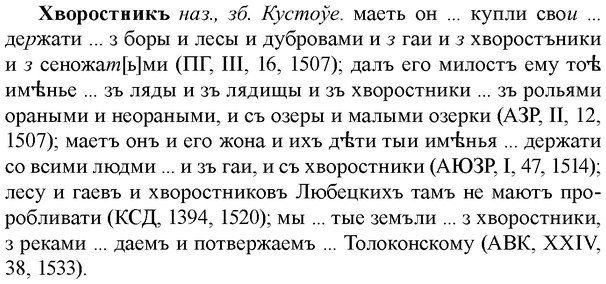 Хворостникъ наз., зб. Кустоўе. маеть он ... купли свои ...
держати ... з боры и лесы и дубровами и з гаи и з хворостъники
и з сеножат[ь]ми (ПГ, III, 16, 1507); далъ его милостъ ему тоѣ
имѣнье ... зъ ляды и зъ лядищы и зъ хворостники ... зъ рольями
ораными и неораными, и съ озеры и малыми озерки (АЗР, II, 12,
1507); маетъ онъ и его жона и ихъ дѣти тыи имѣнья ... держати
со всими людми ... и зъ гаи, и съ хворостники (АЮЗР, I, 47, 1514);
лесу и гаевъ и хворостниковъ Любецкихъ тамъ не маютъ про-
робливати (КСД, 1394, 1520); мы ... тые земъли ... з хворостники,
з реками ... даемъ и потвержаемъ ... Толоконскому (АВК, XXIV,
38, 1533).